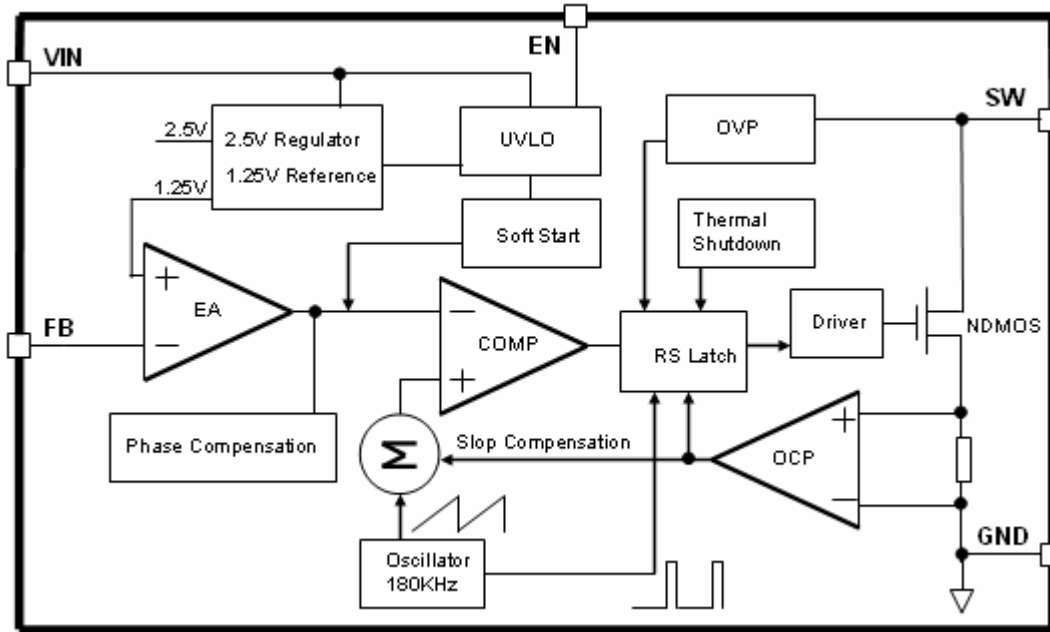 EN
VIN
SW
2.5V
2.5V Regulator
1.25V Reference
1.25V
UVLO
OVP
Soft Start
Thermal
Shutdown
EA
FB
COMP
RS Latch
Driver
NDMOS
Phase Compensation
Σ
Slop Compensation
OCP
GND
Oscillator
180KHz
+
−
−
+
+
−